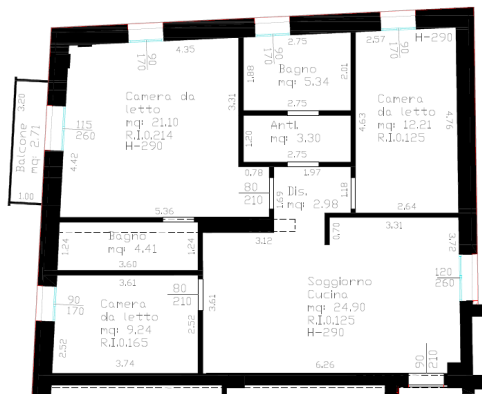 4.35
90
170
2.75
90
170
2.57
90
170
H-290
1.88
Bagno
mq: 5.34
2.01
2.75
3.20
Balcone
mq: 2.71
1.00
115
260
Camera da
letto
mq: 21.10
R.I.0.214
H-290
3.31
4.42
Camera
da letto
mq: 12.21
R.I.0.125
4.63
4.76
1.20
Anti.
mq: 3.30
2.75
0.78
80
210
1.97
Dis.
mq: 2.98
1.69
1.18
2.64
5.36
3.12
0.70
3.31
3.72
1.24
Bagno
mq: 4.41
1.24
3.60
3.61
90
170
Camera
da letto
mq: 9.24
R.I.0.165
80
210
2.52
2.52
3.74
3.61
Soggiorno
Cucina
mq: 24.90
R.I.0.125
H-290
120
260
6.26
90
210